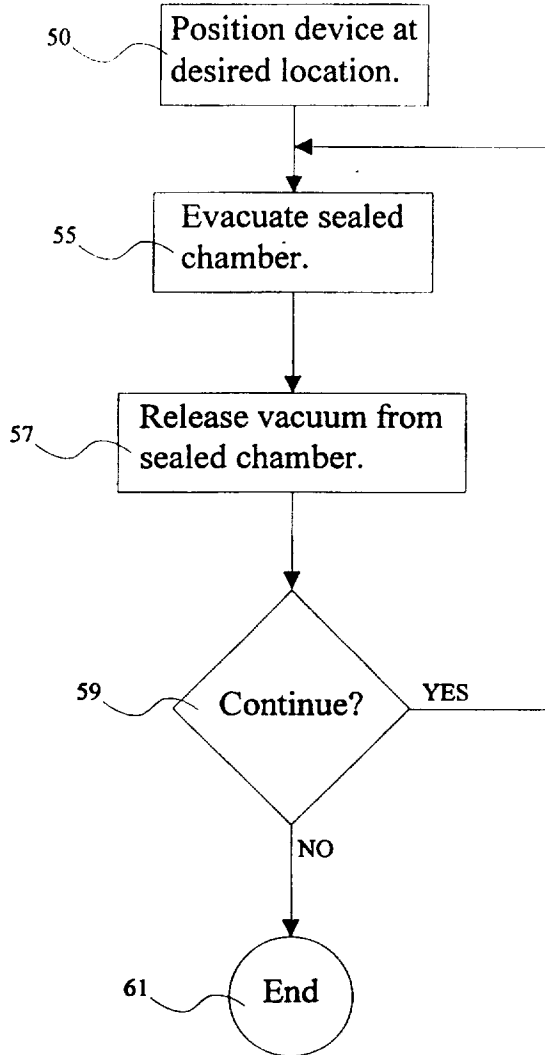 50
Position device at
desired location.
55
Evacuate sealed
chamber.
57
Release vacuum from
sealed chamber.
59
Continue?
YES
NO
61
End